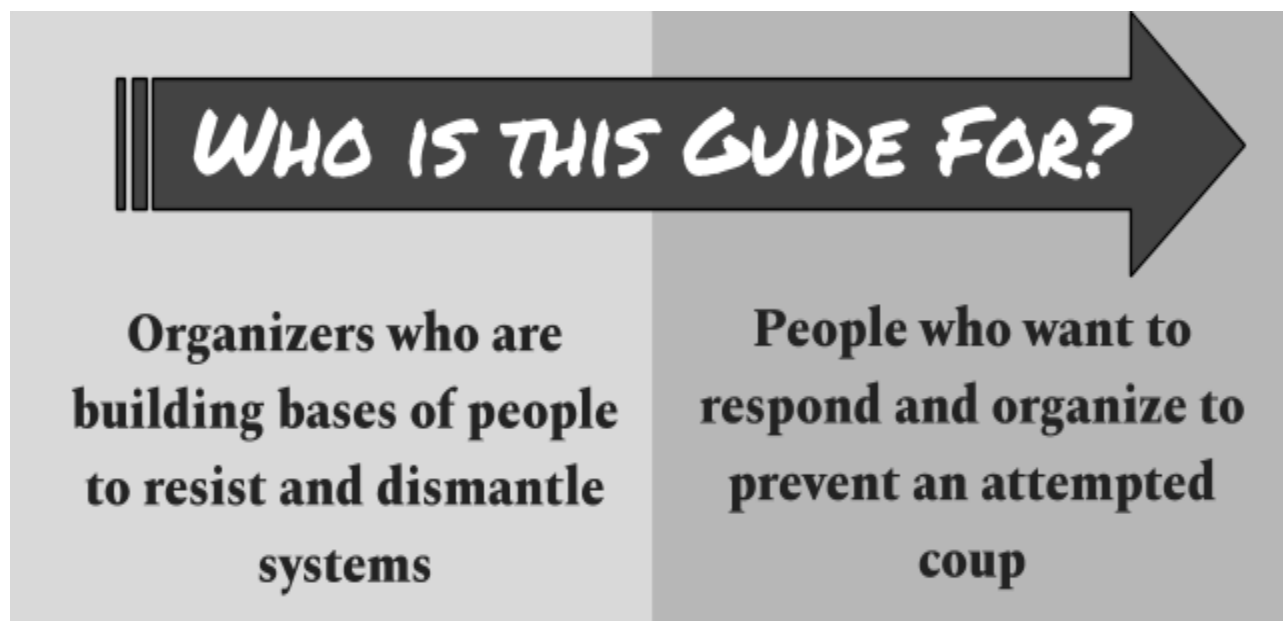 Who is this Guide For?
Organizers who are
building bases of people
to resist and dismantle
systems
People who want to
respond and organize to
prevent an attempted
coup